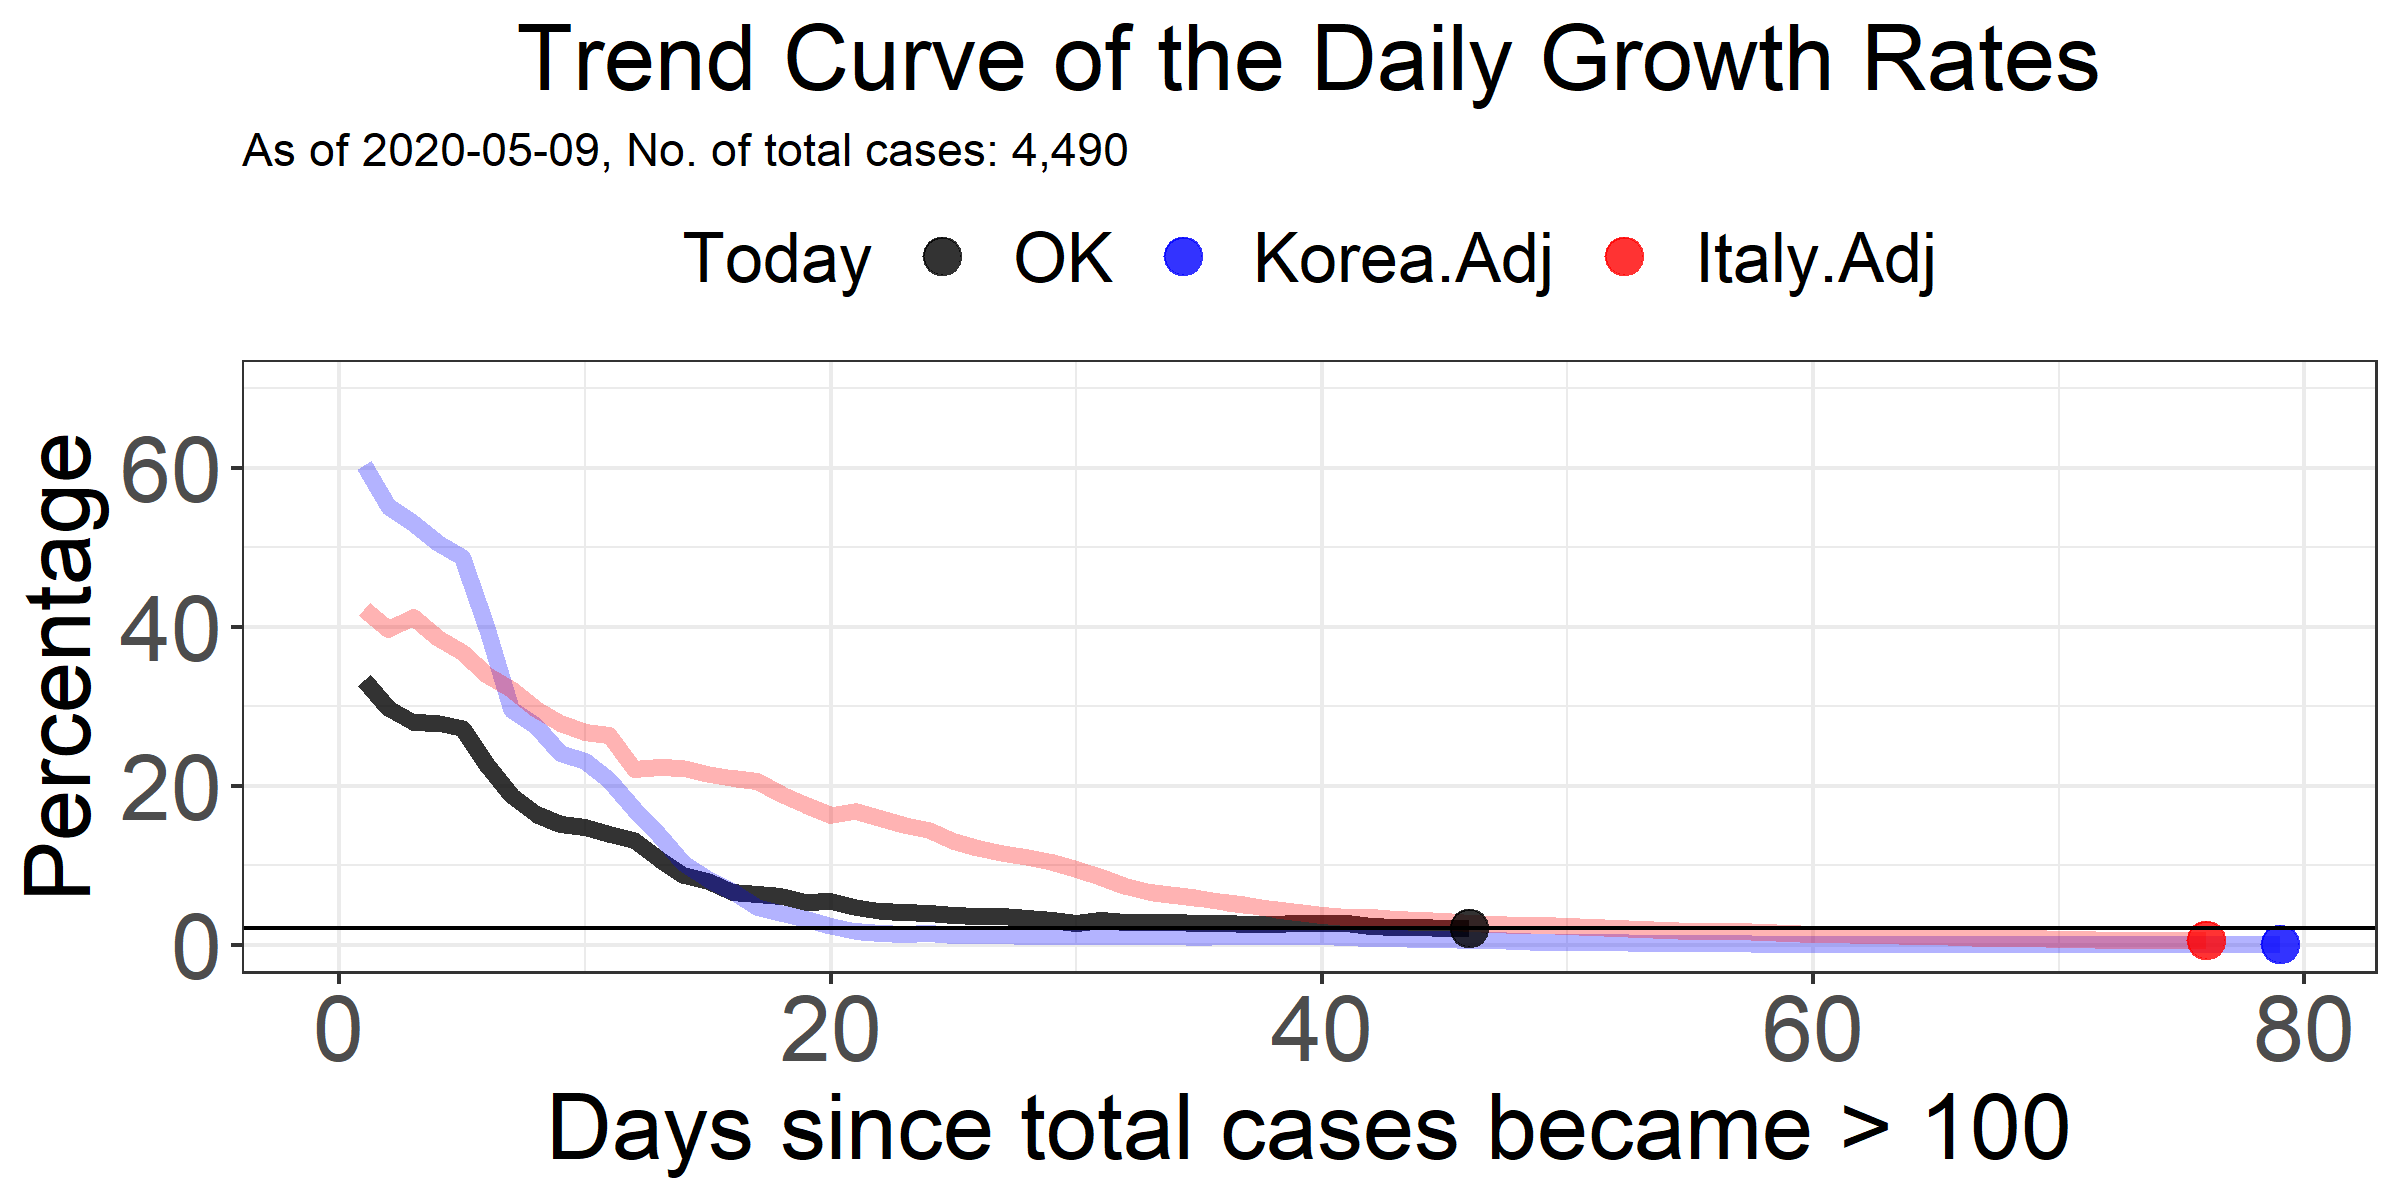 Trend Curve of the Daily Growth Rates
As of 2020-05-09, No. of total cases: 4,490
Today OK Korea.Adj Italy.Adj
Percentage
60
40
20
0
0 20 40 60 80
Days since total cases became > 100